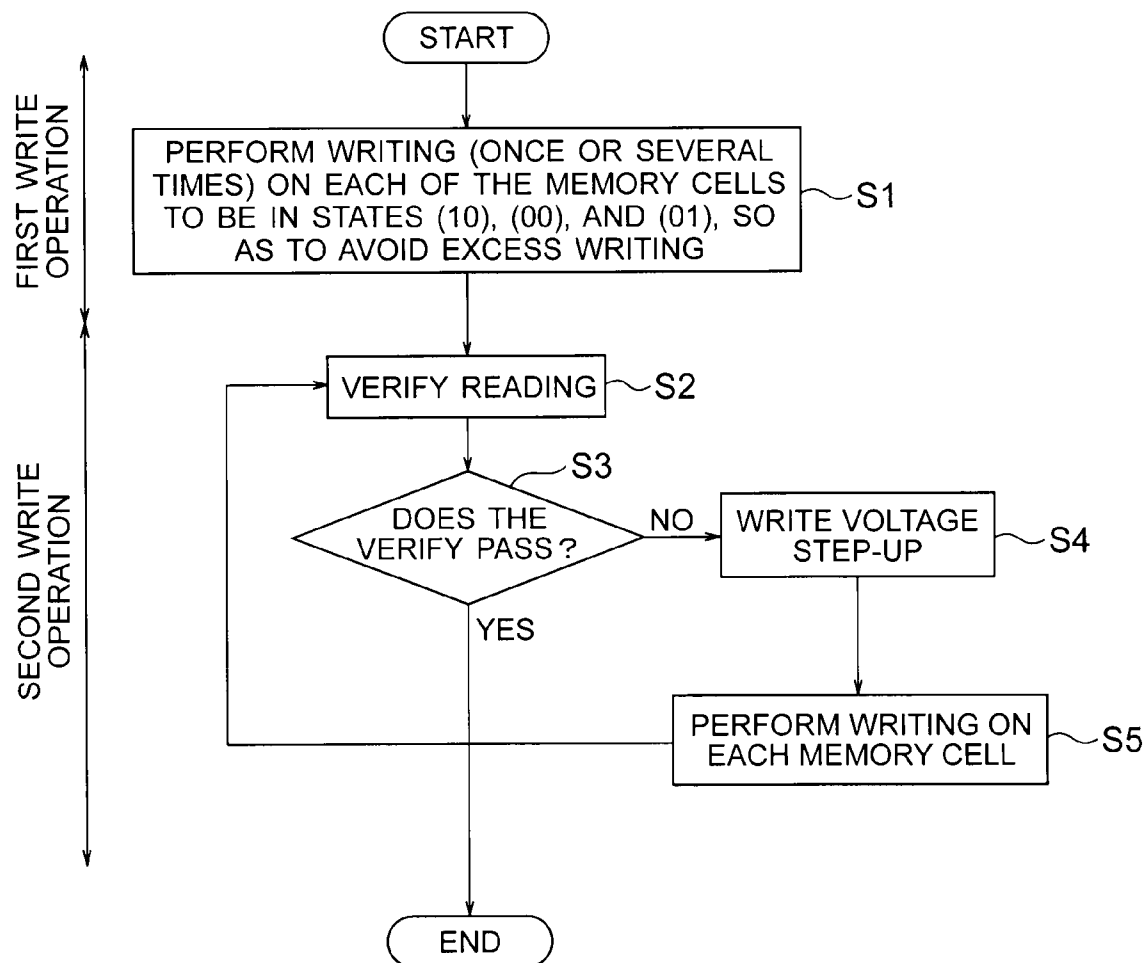 START
FIRST WRITE
OPERATION
PERFORM WRITING (ONCE OR SEVERAL
TIMES) ON EACH OF THE MEMORY CELLS
TO BE IN STATES (10), (00), AND (01), SO
AS TO AVOID EXCESS WRITING
S1
SECOND WRITE
OPERATION
VERIFY READING
S2
DOES THE
VERIFY PASS?
S3
NO
WRITE VOLTAGE
STEP-UP
S4
YES
PERFORM WRITING ON
EACH MEMORY CELL
S5
END